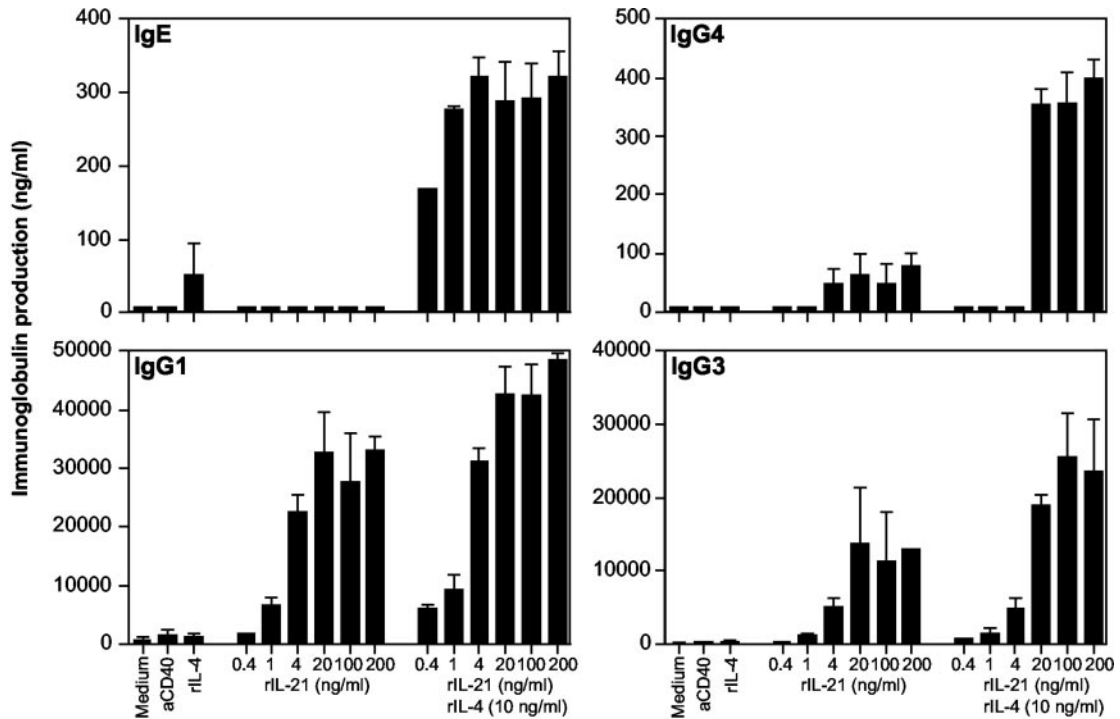 Immunoglobulin production (ng/ml)
IgE
400
300
200
100
0
IgG4
500
400
300
200
100
0
IgG1
50000
40000
30000
20000
10000
0
IgG3
40000
30000
20000
10000
0
Medium
aCD40
rIL-4
0.4 1 4 20 100 200
rIL-21 (ng/ml)
0.4 1 4 20 100 200
rIL-21 (ng/ml)
rIL-4 (10 ng/ml)
Medium
aCD40
rIL-4
0.4 1 4 20 100 200
rIL-21 (ng/ml)
0.4 1 4 20 100 200
rIL-21 (ng/ml)
rIL-4 (10 ng/ml)